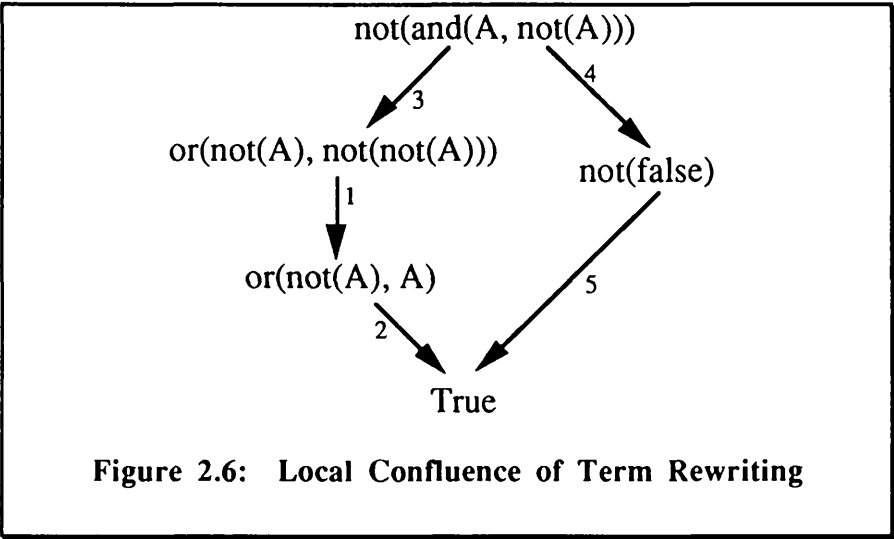 not(and(A, not(A)))
3
4
or(not(A), not(not(A)))
not(false)
1
or(not(A), A)
5
2
True
Figure 2.6: Local Confluence of Term Rewriting